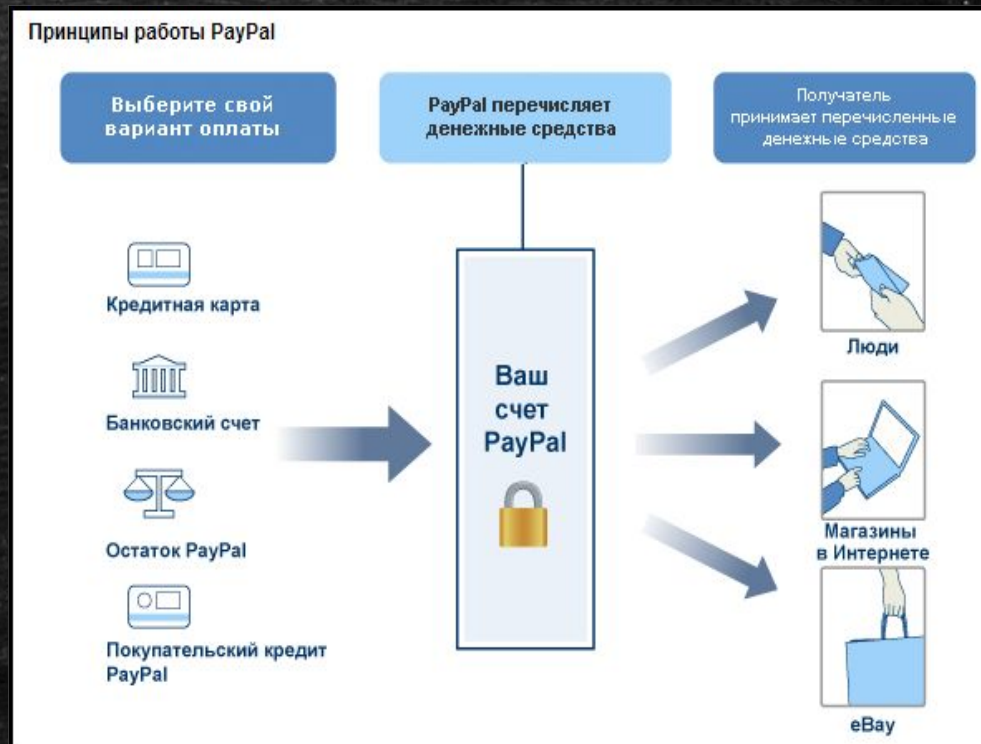 Принципы работы PayPal
Выберите свой
вариант оплаты
PayPal перечисляет
денежные средства
Получатель
принимает перечисленные
денежные средства
Кредитная карта
Банковский счет
Остаток PayPal
Покупательский кредит
PayPal
Ваш
счет
PayPal
Люди
Магазины
в Интернете
eBay